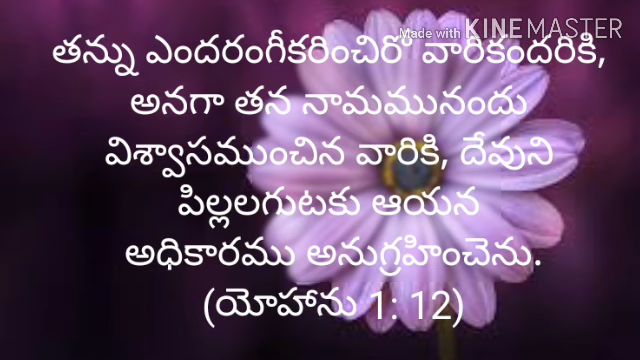 Made with KINEMASTER
తన్ను ఎందరంగీకరించిరో వారికందరికి,
అనగా తన నామమునందు
విశ్వాసముంచిన వారికి, దేవుని
పిల్లలగుటకు ఆయన
అధికారము అనుగ్రహించెను.
(యోహాను 1: 12)